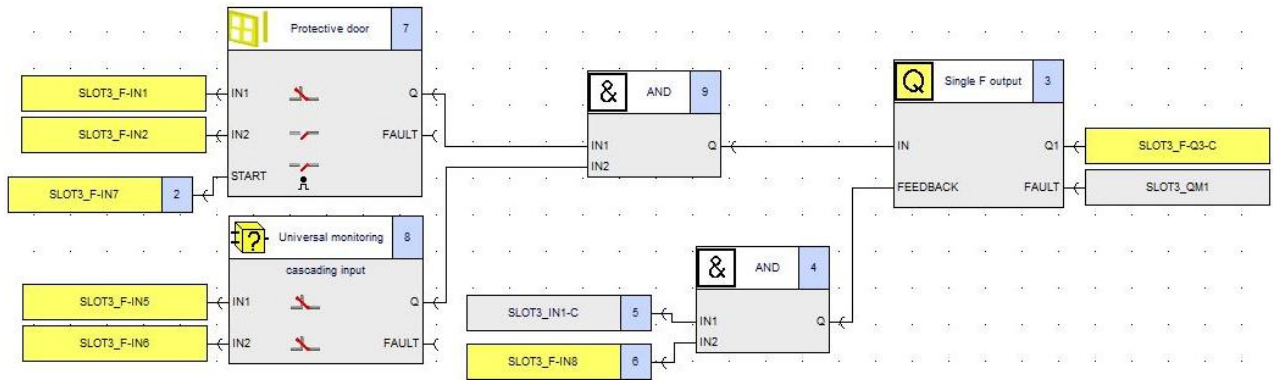 Protective door 7
SLOT3_F-IN1 IN1 Q
SLOT3_F-IN2 IN2 FAULT
SLOT3_F-IN7 2 START
? Universal monitoring 8
cascading input
SLOT3_F-IN5 IN1 Q
SLOT3_F-IN6 IN2 FAULT
& AND 9
IN1 Q
IN2
& AND 4
SLOT3_IN1-C 5 IN1 Q
SLOT3_F-IN8 6 IN2
Q Single F output 3
IN Q1 SLOT3_F-Q3-C
FEEDBACK FAULT SLOT3_QM1